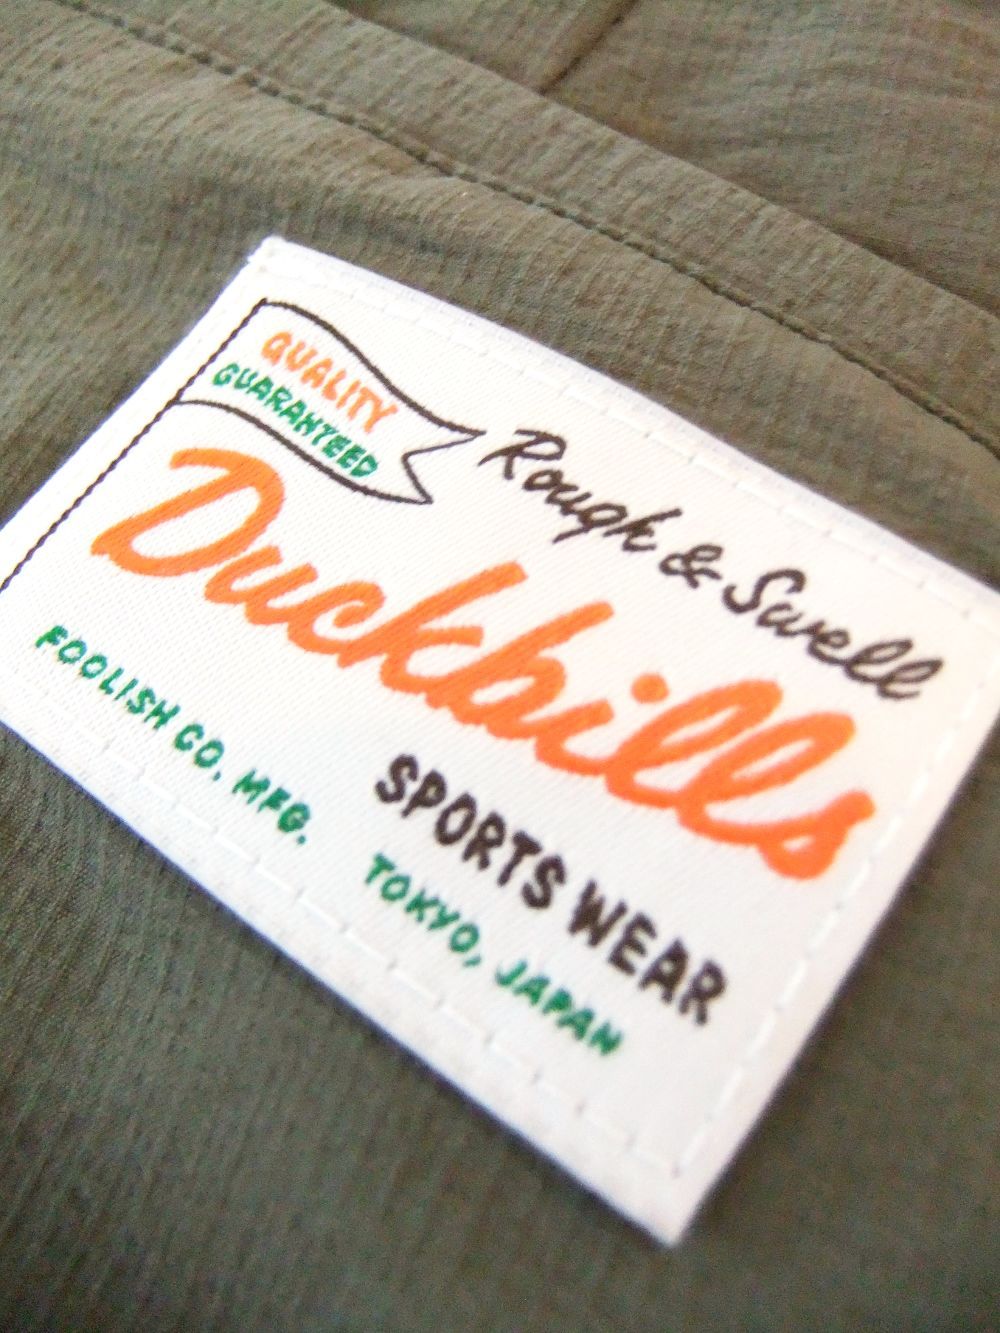 QUALITY
GUARANTEED
Rough & Swell
Duckbills
SPORTS WEAR
FOOLISH CO. MFG. TOKYO, JAPAN